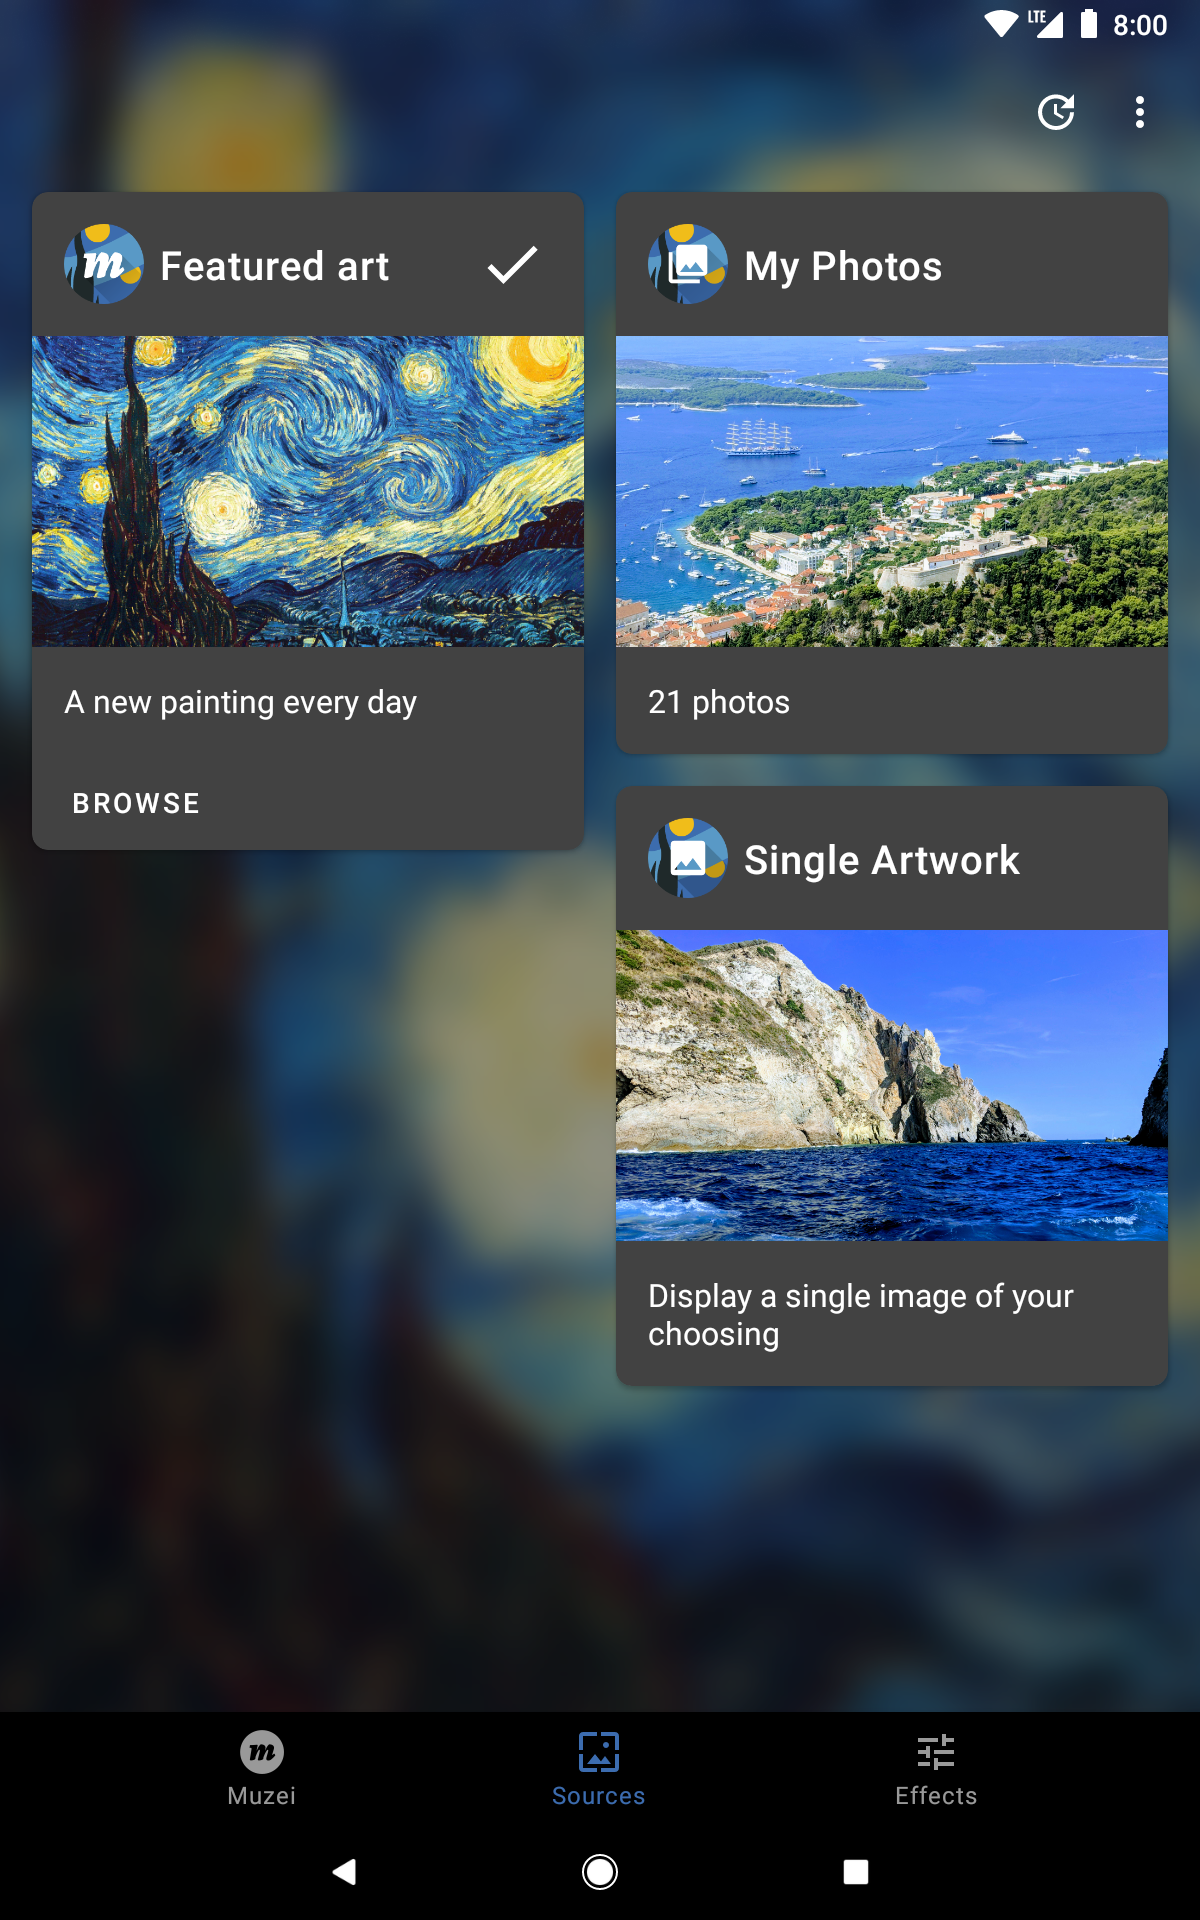 LTE 8:00
Featured art
A new painting every day
BROWSE
My Photos
21 photos
Single Artwork
Display a single image of your
choosing
m
Muzei
Sources
Effects